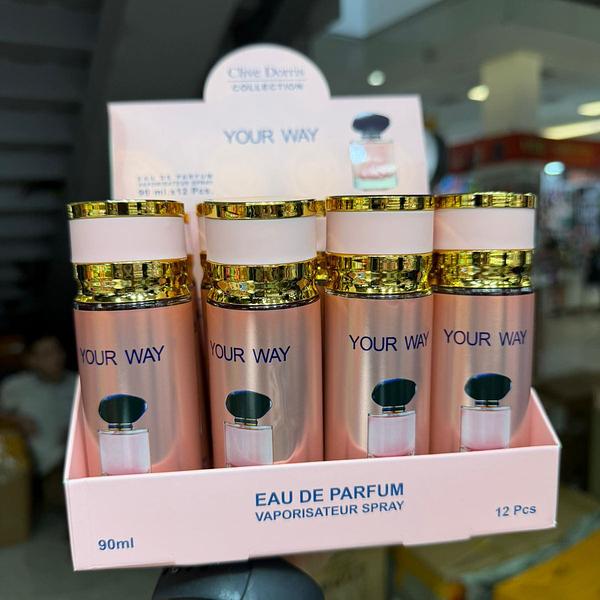 Clive Dorris
COLLECTION
YOUR WAY
EAU DE PARFUM
VAPORISATEUR SPRAY
90 ml x12 Pcs.
YOUR WAY
YOUR WAY
YOUR WAY
YOUR WAY
EAU DE PARFUM
VAPORISATEUR SPRAY
90ml
12 Pcs